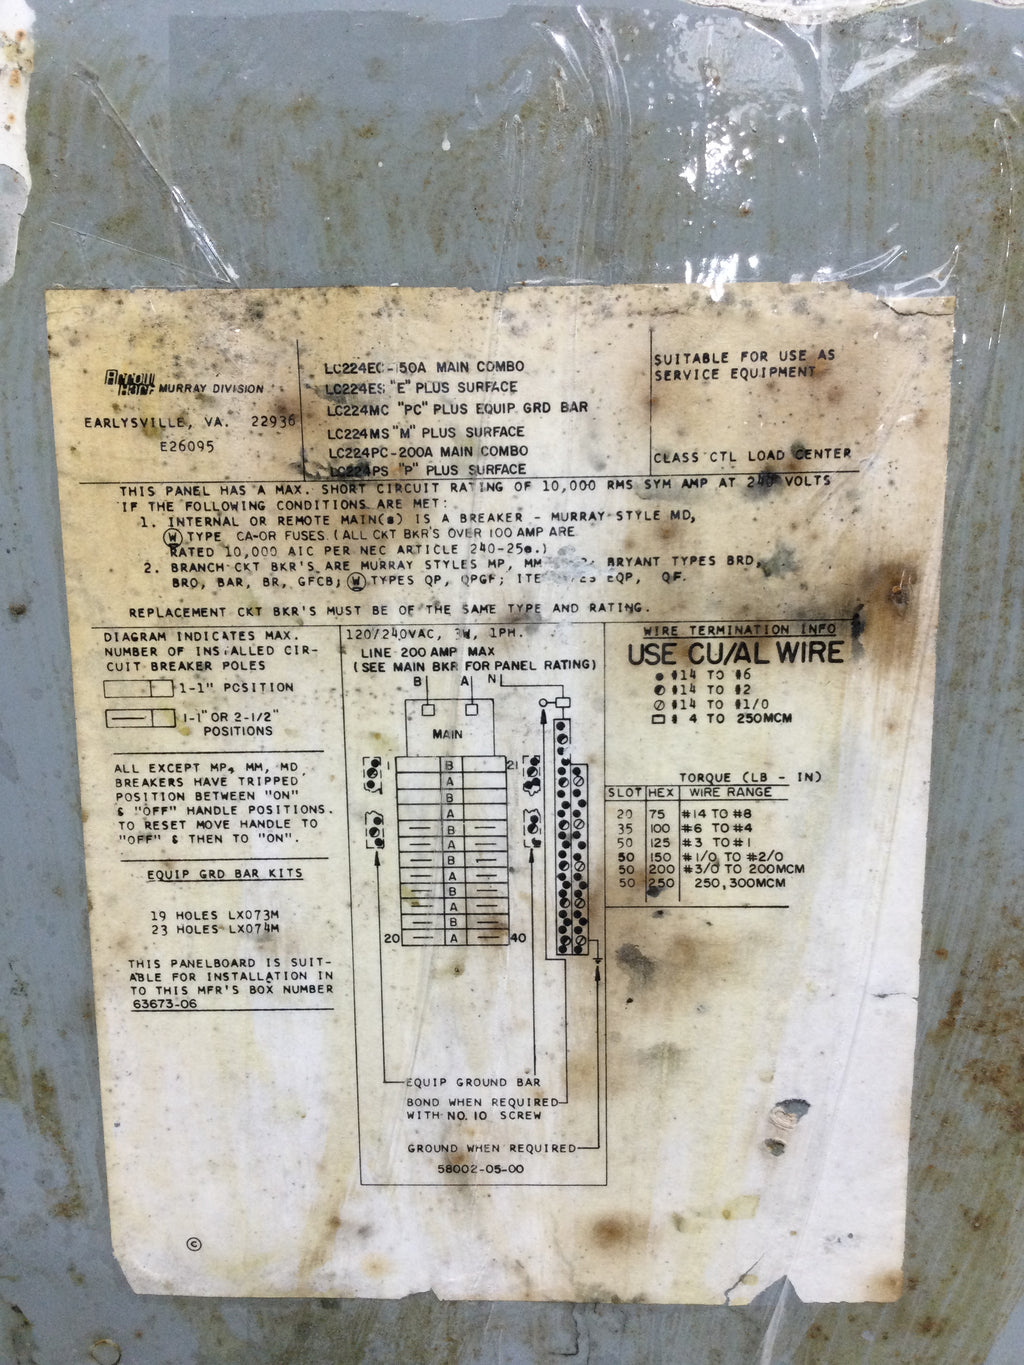 Arrow Hart MURRAY DIVISION
EARLYSVILLE, VA. 22936
E26095
LC224EC-150A MAIN COMBO
LC224ES "E" PLUS SURFACE
LC224MC "PC" PLUS EQUIP GRD BAR
LC224MS "M" PLUS SURFACE
LC224PC-200A MAIN COMBO
LC224PS "P" PLUS SURFACE
SUITABLE FOR USE AS
SERVICE EQUIPMENT
CLASS CTL LOAD CENTER
THIS PANEL HAS A MAX. SHORT CIRCUIT RATING OF 10,000 RMS SYM AMP AT 240 VOLTS
IF THE FOLLOWING CONDITIONS ARE MET:
1. INTERNAL OR REMOTE MAIN(s) IS A BREAKER - MURRAY STYLE MD,
W TYPE CA-OR FUSES (ALL CKT BKR'S OVER 100 AMP ARE
RATED 10,000 AIC PER NEC ARTICLE 240-25e.)
2. BRANCH CKT BKR'S ARE MURRAY STYLES MP, MM BRYANT TYPES BRD,
BRO, BAR, BR, GFCB; W TYPES QP, QPGF; ITE TYPES EQP, QF.
REPLACEMENT CKT BKR'S MUST BE OF THE SAME TYPE AND RATING.
DIAGRAM INDICATES MAX.
NUMBER OF INSTALLED CIR-
CUIT BREAKER POLES
1-1" POSITION
1-1" OR 2-1/2"
POSITIONS
ALL EXCEPT MP, MM, MD
BREAKERS HAVE TRIPPED
POSITION BETWEEN "ON"
& "OFF" HANDLE POSITIONS.
TO RESET MOVE HANDLE TO
"OFF" & THEN TO "ON".
EQUIP GRD BAR KITS
19 HOLES LX073M
23 HOLES LX074M
THIS PANELBOARD IS SUIT-
ABLE FOR INSTALLATION IN
TO THIS MFR'S BOX NUMBER
63673-06
120/240VAC, 3W, 1PH.
LINE 200 AMP MAX
(SEE MAIN BKR FOR PANEL RATING)
B A N
MAIN
1 B 21
A
B
A
B
A
B
A
B
A
B
20 A 40
EQUIP GROUND BAR
BOND WHEN REQUIRED
WITH NO. 10 SCREW
GROUND WHEN REQUIRED
58002-05-00
WIRE TERMINATION INFO
USE CU/AL WIRE
#14 TO #6
#14 TO #2
#14 TO #1/0
# 4 TO 250MCM
TORQUE (LB - IN)
SLOT HEX WIRE RANGE
20 75 #14 TO #8
35 100 #6 TO #4
50 125 #3 TO #1
50 150 #1/0 TO #2/0
50 200 #3/0 TO 200MCM
50 250 250,300MCM
©